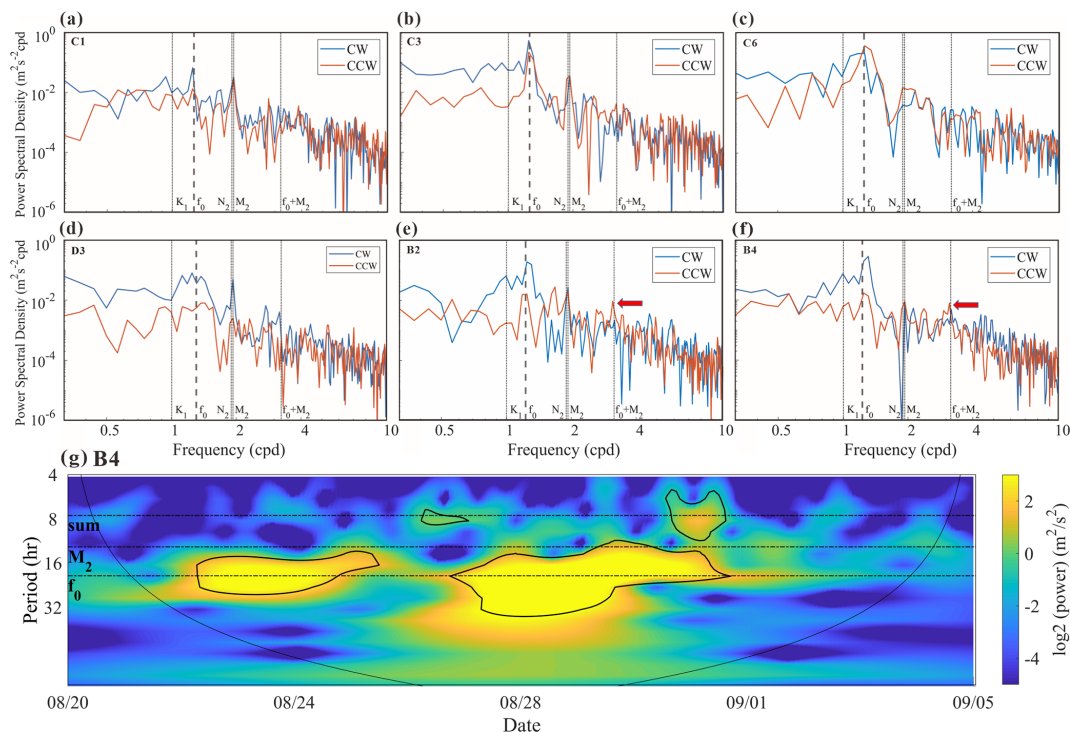 (a)
(b)
(c)
C1
CW
CCW
C3
CW
CCW
C6
CW
CCW
Power Spectral Density (m²s⁻²cpd)
10⁰
10⁻²
10⁻⁴
10⁻⁶
K₁ f₀ N₂ M₂ f₀+M₂
K₁ f₀ N₂ M₂ f₀+M₂
K₁ f₀ N₂ M₂ f₀+M₂
(d)
(e)
(f)
D3
CW
CCW
B2
CW
CCW
B4
CW
CCW
Power Spectral Density (m²s⁻²cpd)
10⁰
10⁻²
10⁻⁴
10⁻⁶
K₁ f₀ N₂ M₂ f₀+M₂
K₁ f₀ N₂ M₂ f₀+M₂
K₁ f₀ N₂ M₂ f₀+M₂
0.5 1 2 4 10
0.5 1 2 4 10
0.5 1 2 4 10
Frequency (cpd)
Frequency (cpd)
Frequency (cpd)
(g) B4
Period (hr)
4
8
16
32
sum
M₂
f₀
08/20 08/24 08/28 09/01 09/05
Date
2
0
-2
-4
log2 (power) (m²/s²)